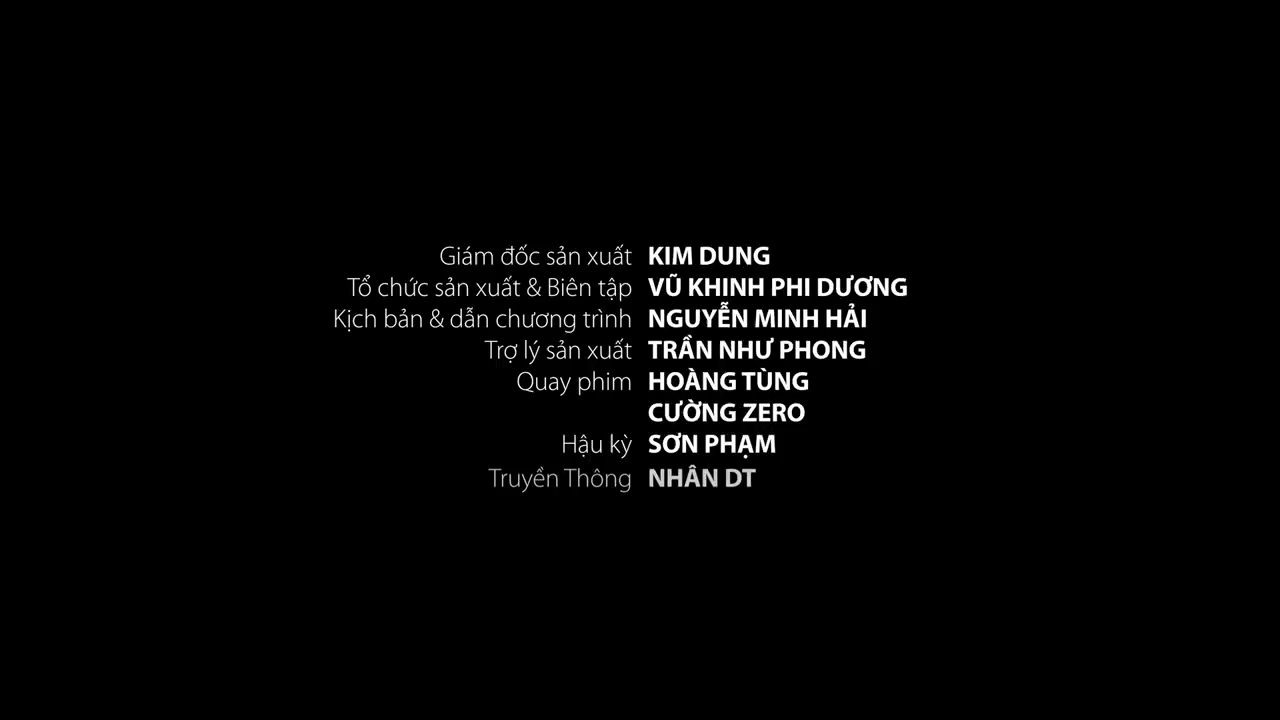 Giám đốc sản xuất KIM DUNG
Tổ chức sản xuất & Biên tập VŨ KHINH PHI DƯƠNG
Kịch bản & dẫn chương trình NGUYỄN MINH HẢI
Trợ lý sản xuất TRẦN NHƯ PHONG
Quay phim HOÀNG TÙNG
CƯỜNG ZERO
Hậu kỳ SƠN PHẠM
Truyền Thông NHÂN DT